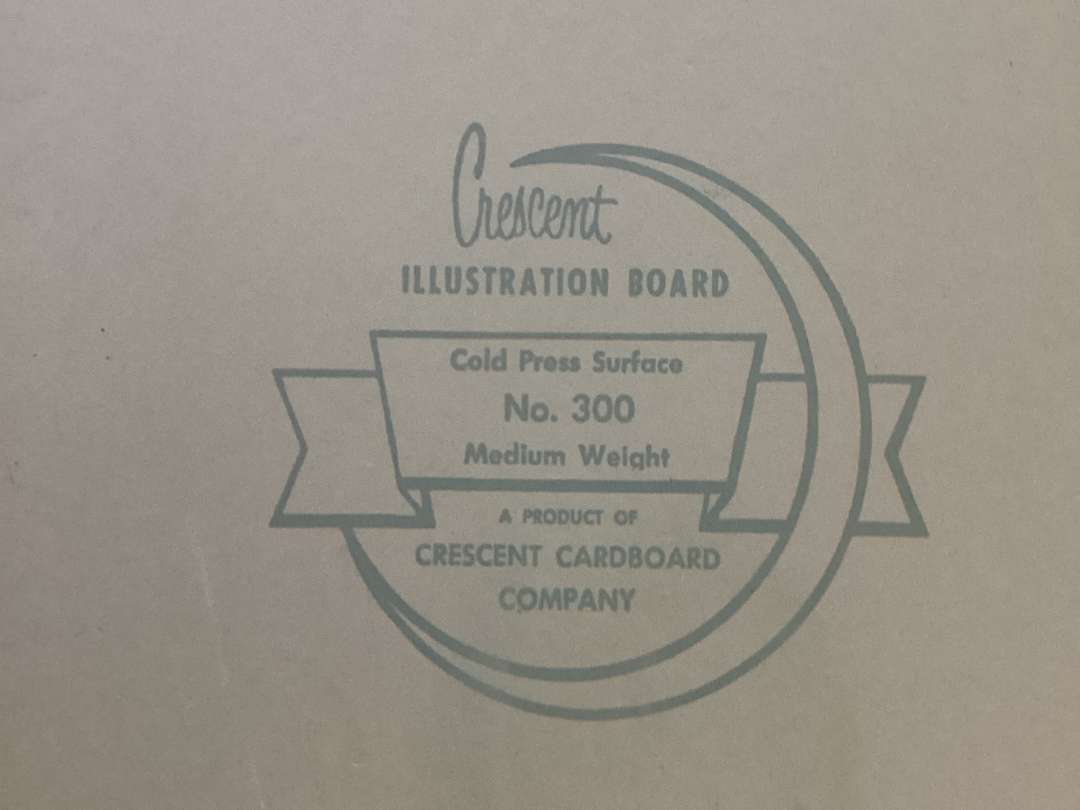 Crescent
ILLUSTRATION BOARD
Cold Press Surface
No. 300
Medium Weight
A PRODUCT OF
CRESCENT CARDBOARD
COMPANY